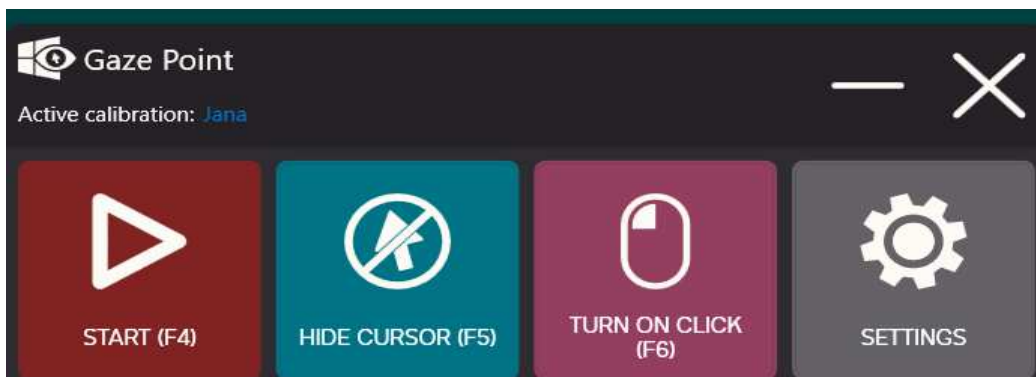 Gaze Point
Active calibration: Jana
START (F4)
HIDE CURSOR (F5)
TURN ON CLICK
(F6)
SETTINGS